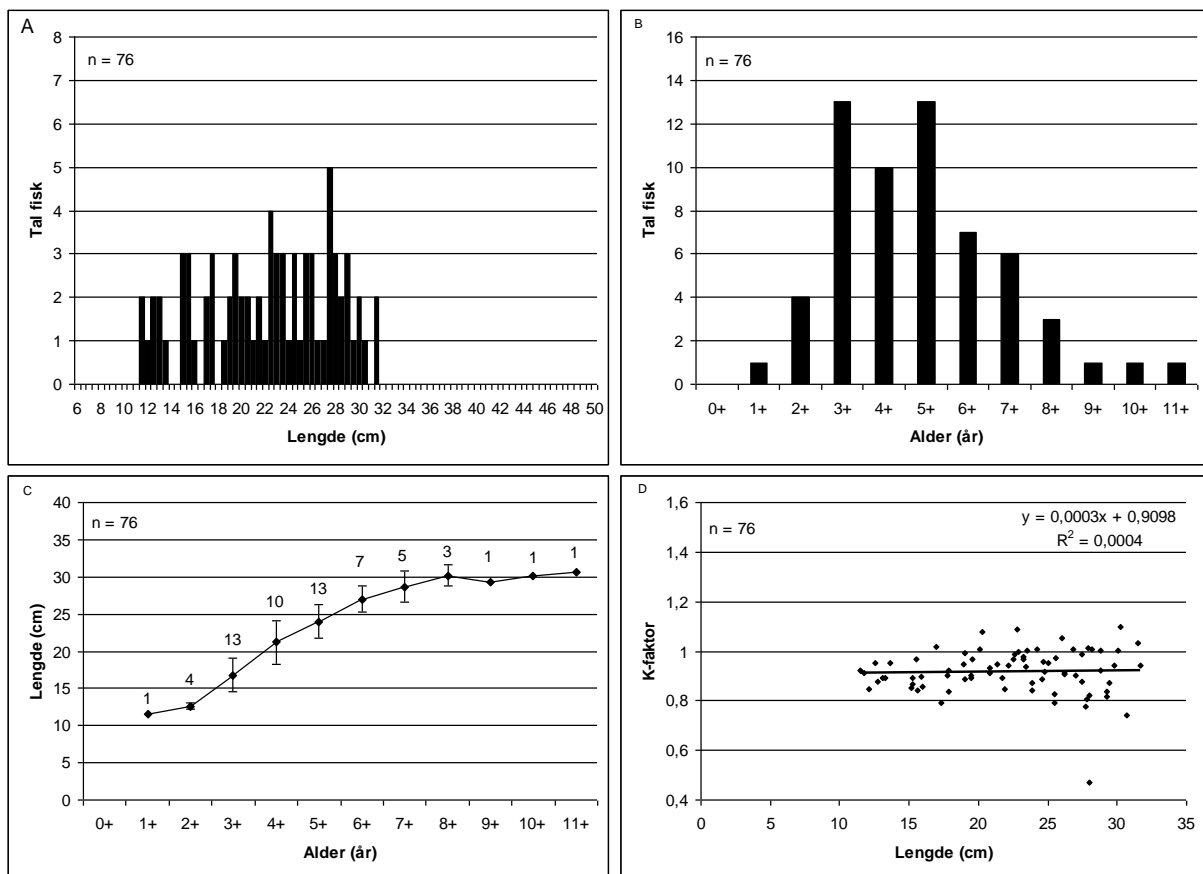 A
n = 76
Tal fisk
8
7
6
5
4
3
2
1
0
6 8 10 12 14 16 18 20 22 24 26 28 30 32 34 36 38 40 42 44 46 48 50
Lengde (cm)
B
n = 76
Tal fisk
16
14
12
10
8
6
4
2
0
0+ 1+ 2+ 3+ 4+ 5+ 6+ 7+ 8+ 9+ 10+ 11+
Alder (år)
C
n = 76
Lengde (cm)
40
35
30
25
20
15
10
5
0
1 4 13 10 13 7 5 3 1 1 1
0+ 1+ 2+ 3+ 4+ 5+ 6+ 7+ 8+ 9+ 10+ 11+
Alder (år)
D
n = 76
y = 0,0003x + 0,9098
R² = 0,0004
K-faktor
1,6
1,4
1,2
1
0,8
0,6
0,4
0 5 10 15 20 25 30 35
Lengde (cm)